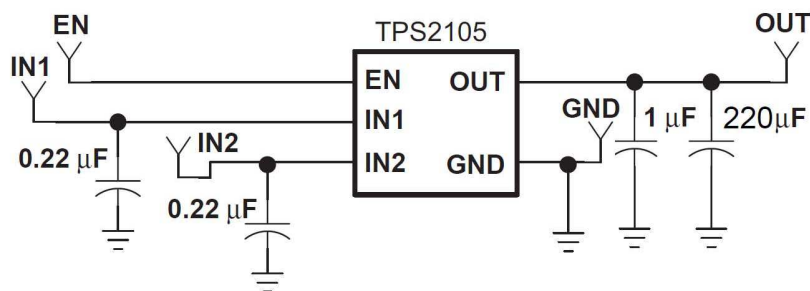 EN
TPS2105
OUT
IN1
EN
OUT
GND
1 μF
220μF
IN1
0.22 μF
IN2
IN2
GND
0.22 μF